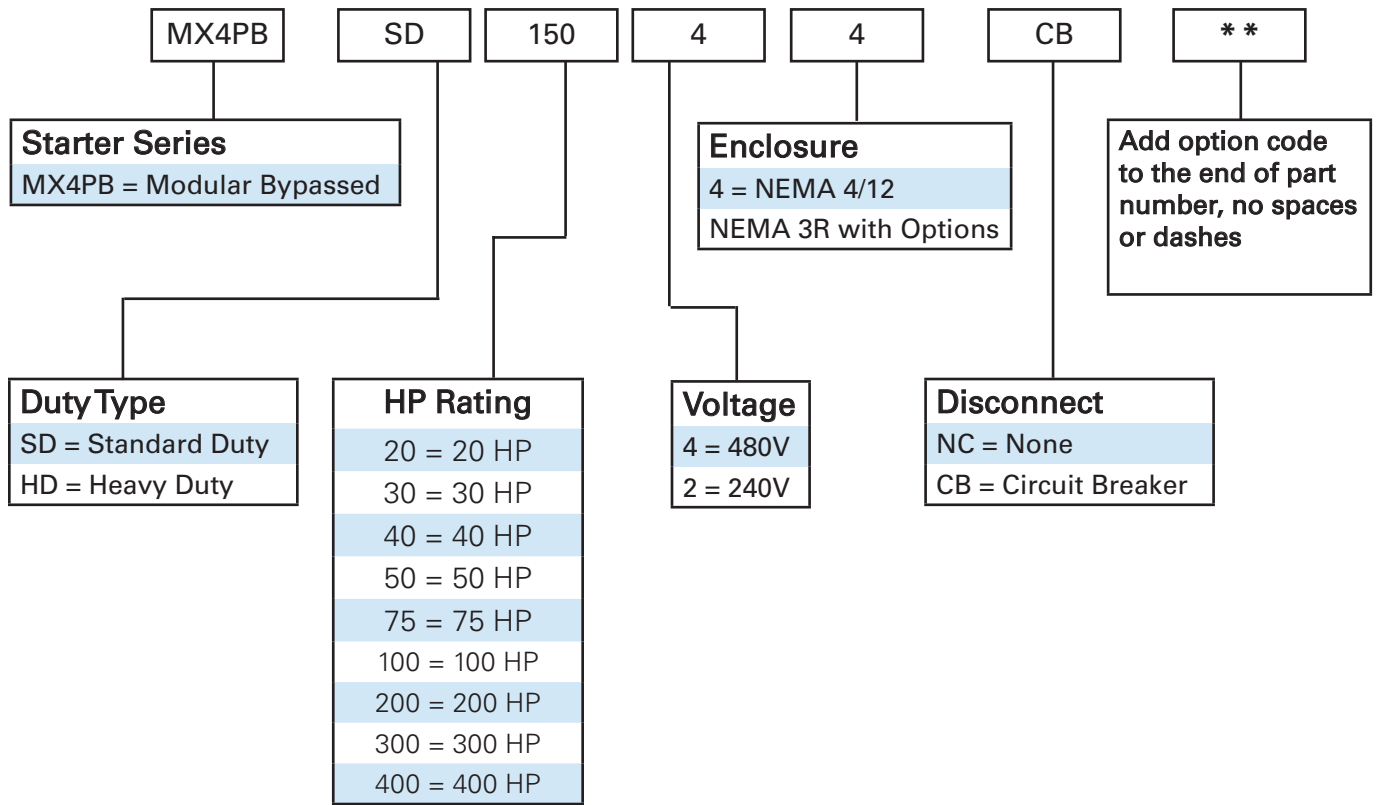 MX4PB SD 150 4 4 CB * *
Starter Series
MX4PB = Modular Bypassed
Enclosure
4 = NEMA 4/12
NEMA 3R with Options
Add option code
to the end of part
number, no spaces
or dashes
Duty Type
SD = Standard Duty
HD = Heavy Duty
HP Rating
20 = 20 HP
30 = 30 HP
40 = 40 HP
50 = 50 HP
75 = 75 HP
100 = 100 HP
200 = 200 HP
300 = 300 HP
400 = 400 HP
Voltage
4 = 480V
2 = 240V
Disconnect
NC = None
CB = Circuit Breaker